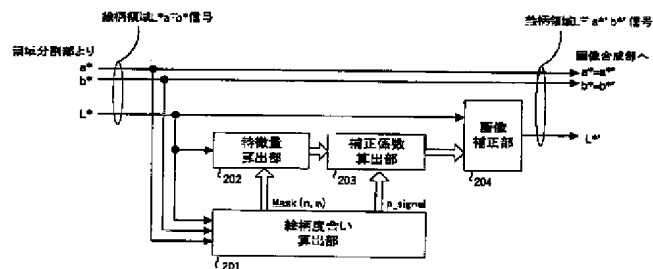 絵柄領域L*a*b*信号
絵柄領域L*' a*' b*'信号
領域分割部より
画像合成部へ
a*
a*=a*'
b*
b*=b*'
L*
L*'
特徴量
算出部
補正係数
算出部
画像
補正部
202
203
204
Mask(n,m)
p_signal
絵柄度合い
算出部
201